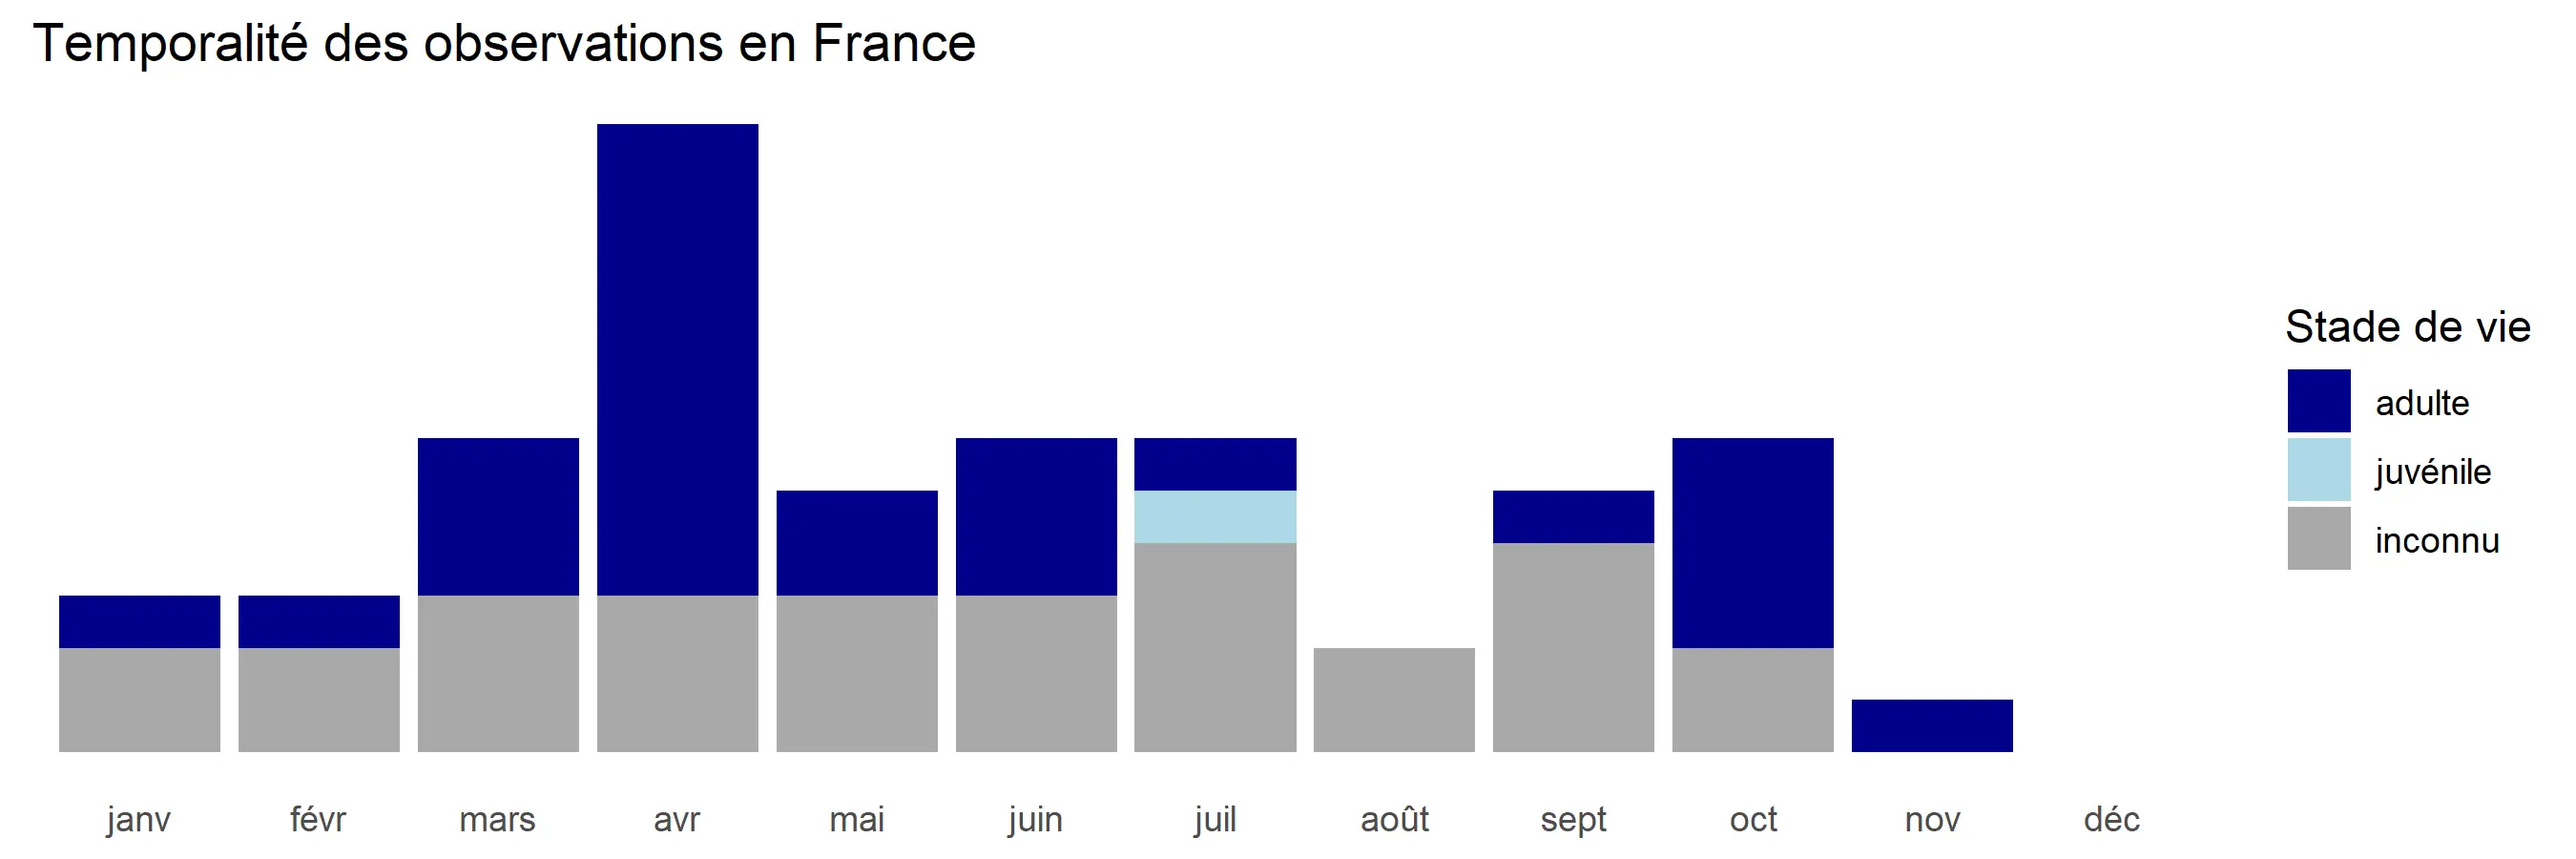 Temporalité des observations en France
Stade de vie
adulte
juvénile
inconnu
janv févr mars avr mai juin juil août sept oct nov déc